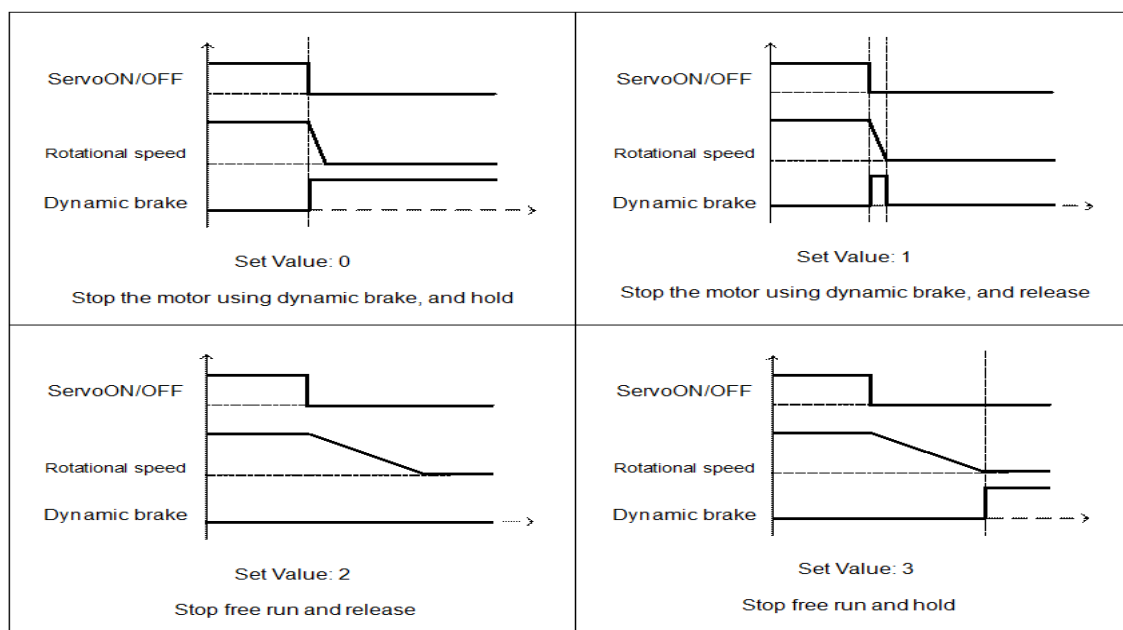 ServoON/OFF
Rotational speed
Dynamic brake
Set Value: 0
Stop the motor using dynamic brake, and hold
ServoON/OFF
Rotational speed
Dynamic brake
Set Value: 1
Stop the motor using dynamic brake, and release
ServoON/OFF
Rotational speed
Dynamic brake
Set Value: 2
Stop free run and release
ServoON/OFF
Rotational speed
Dynamic brake
Set Value: 3
Stop free run and hold